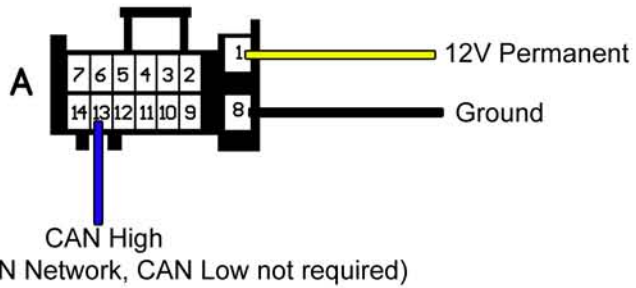 1 12V Permanent
A 7 6 5 4 3 2
14 13 12 11 10 9 8 Ground
CAN High
N Network, CAN Low not required)